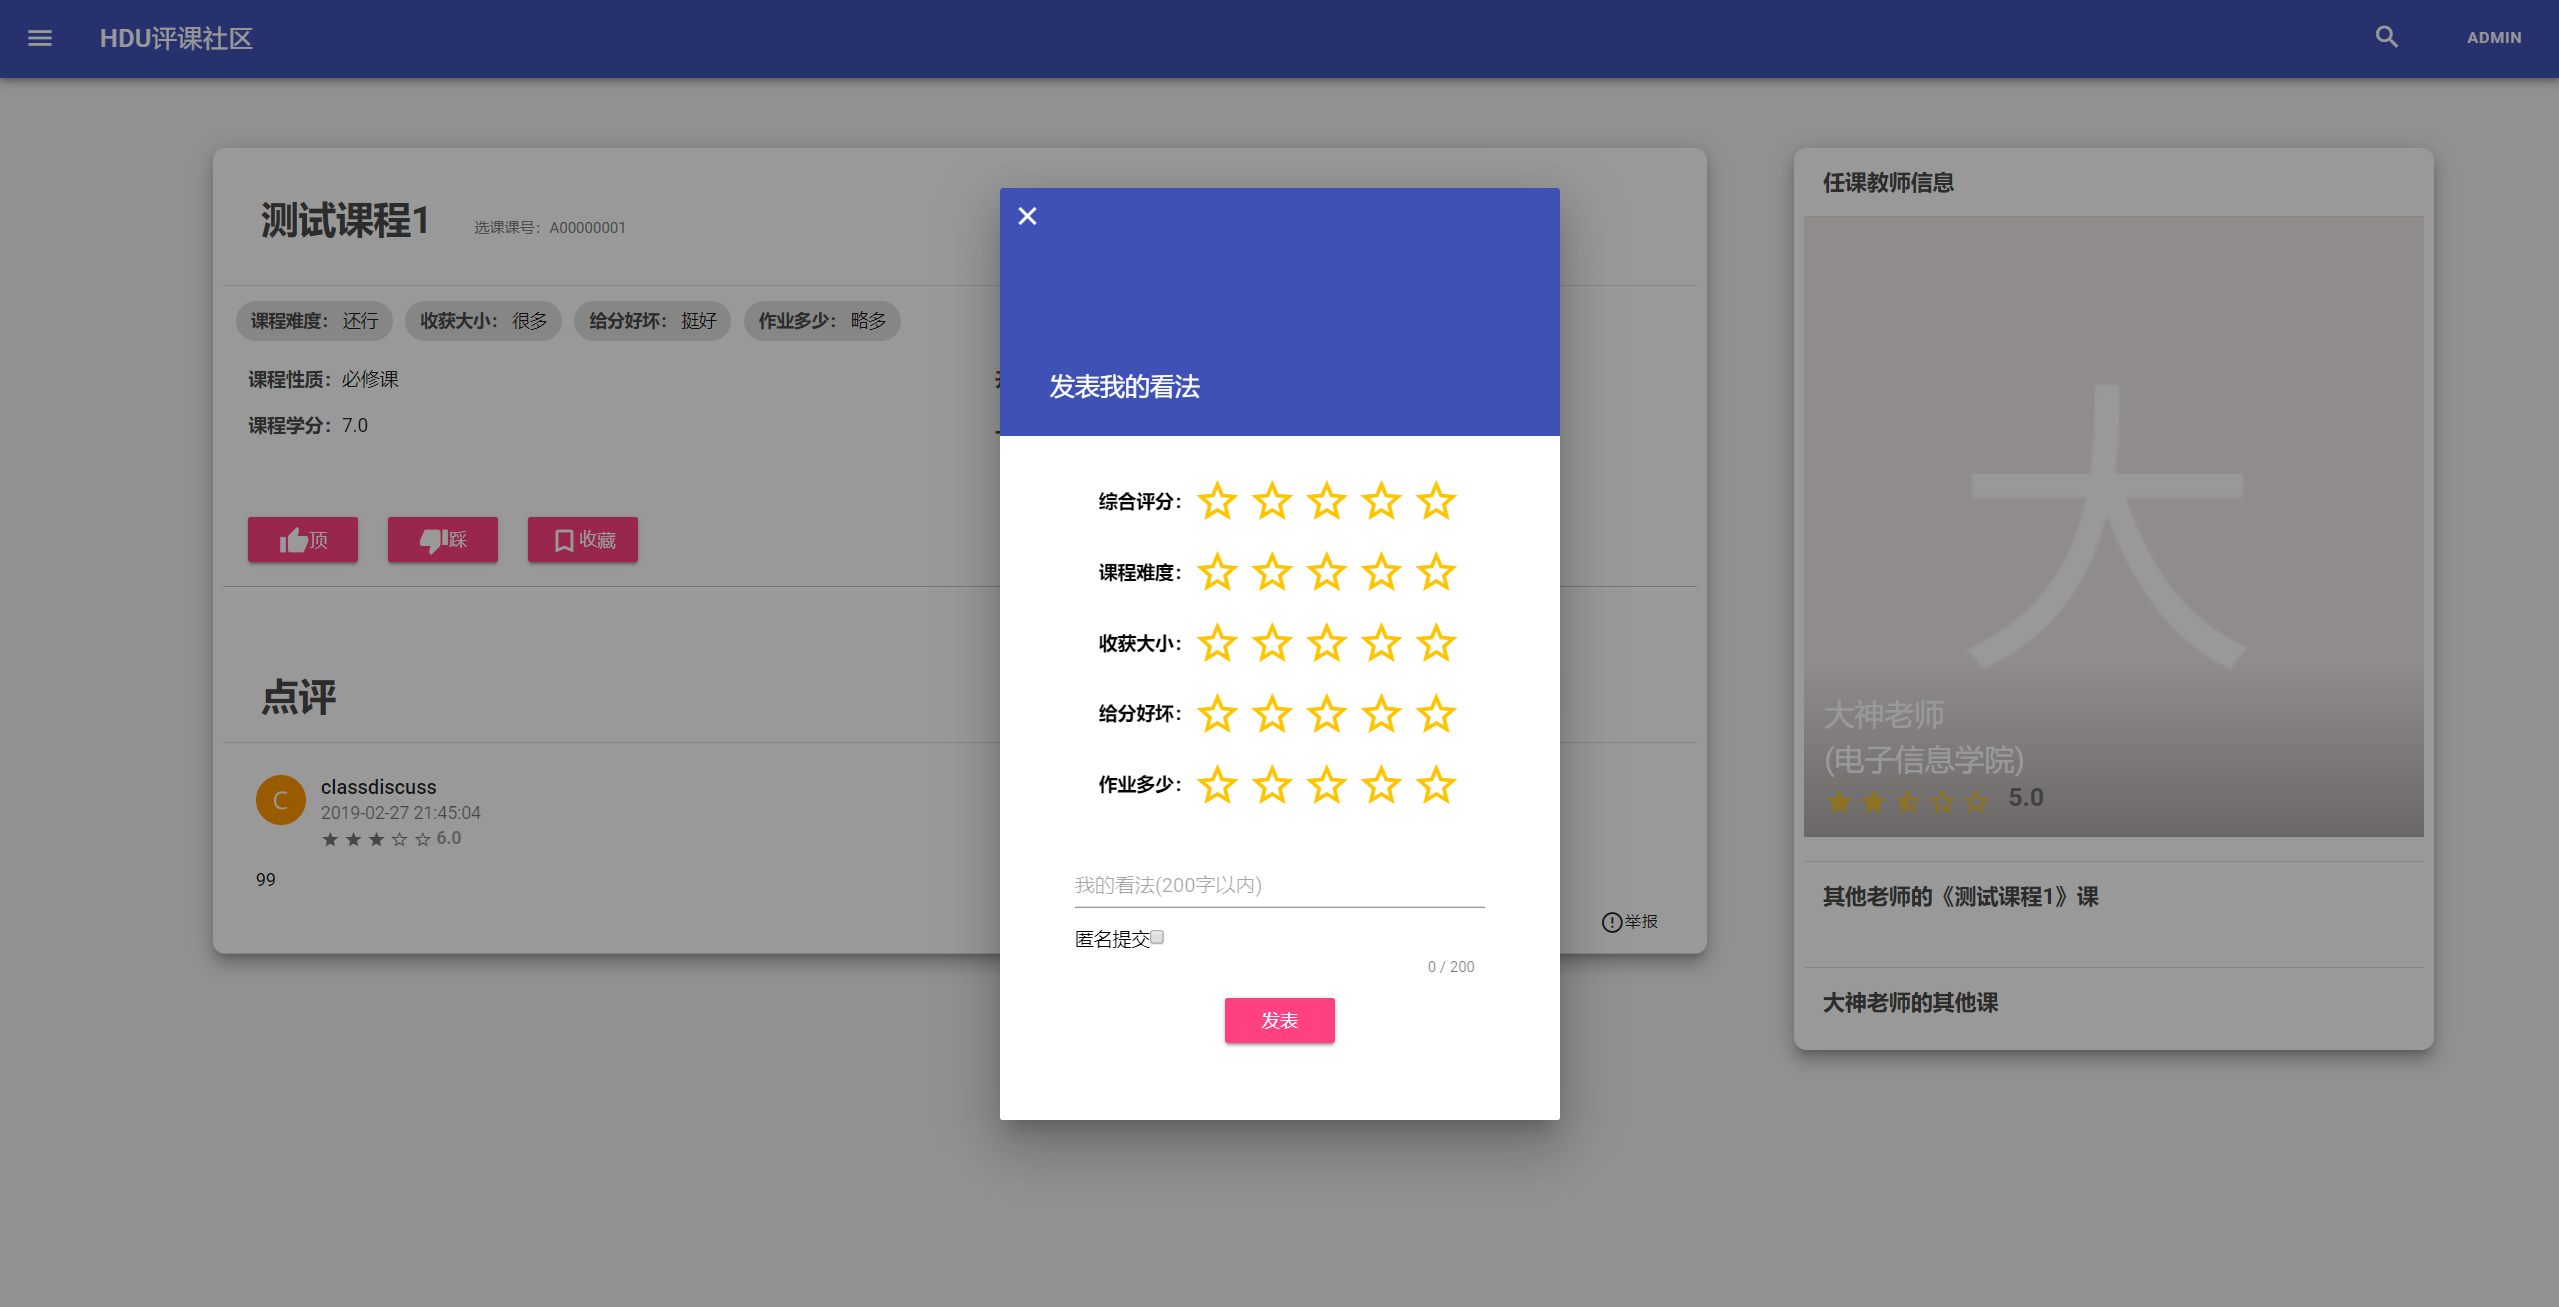 HDU评课社区
ADMIN
测试课程1
选课课号：A00000001
课程难度： 还行
收获大小： 很多
给分好坏： 挺好
作业多少： 略多
课程性质：必修课
课程学分：7.0
顶
踩
收藏
点评
C
classdiscuss
2019-02-27 21:45:04
6.0
99
举报
发表我的看法
综合评分：
课程难度：
收获大小：
给分好坏：
作业多少：
我的看法(200字以内)
匿名提交
0 / 200
发表
任课教师信息
大
大神老师
(电子信息学院)
5.0
其他老师的《测试课程1》课
大神老师的其他课